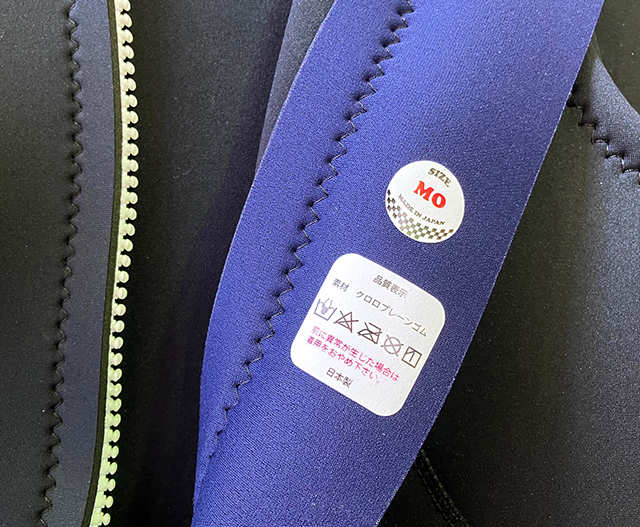 SIZE
MO
MADE IN JAPAN
品質表示
素材 クロロプレーンゴム
肌に異常が生じた場合は
着用をおやめ下さい。
日本製